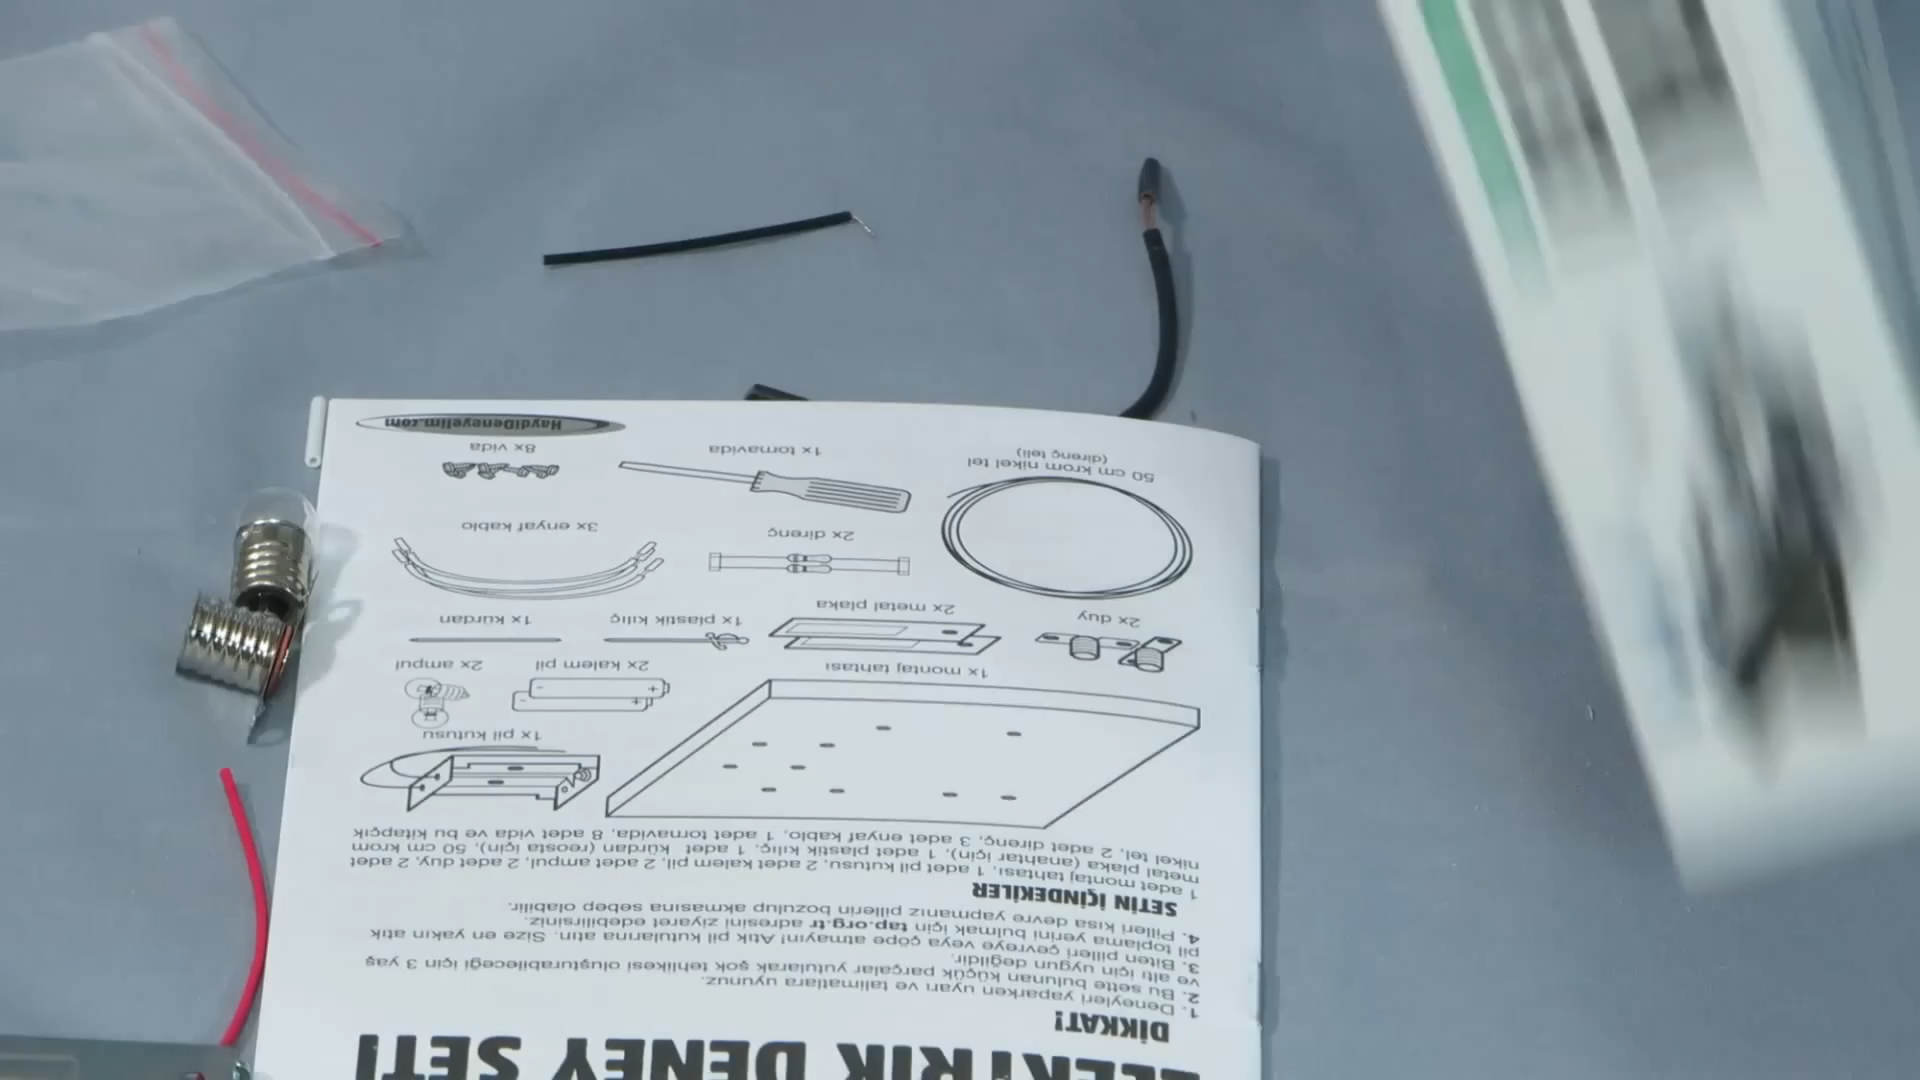 ELEKTRİK DENEY SETİ
DİKKAT!
1. Deneyleri yaparken uyarı ve talimatlara uyunuz.
2. Bu sette bulunan küçük parçalar yutularak şok tehlikesi oluşturabileceği için 3 yaş
ve altı için uygun değildir.
3. Biten pilleri çevreye veya çöpe atmayın! Atık pil kutularına atın. Size en yakın atık
pil toplama yerini bulmak için tap.org.tr adresini ziyaret edebilirsiniz.
4. Pilleri kısa devre yapmanız pillerin bozulup akmasına sebep olabilir.
SETİN İÇİNDEKİLER
1 adet montaj tahtası, 1 adet pil kutusu, 2 adet kalem pil, 2 adet ampul, 2 adet duy, 2 adet
metal plaka (anahtar için), 1 adet plastik kılıç, 1 adet kürdan (reosta için), 50 cm krom
nikel tel, 2 adet direnç, 3 adet enyaf kablo, 1 adet tornavida, 8 adet vida ve bu kitapçık
1x montaj tahtası
1x pil kutusu
2x kalem pil
2x ampul
2x duy
2x metal plaka
1x plastik kılıç
1x kürdan
50 cm krom nikel tel
(direnç teli)
2x direnç
3x enyaf kablo
1x tornavida
8x vida
HaydiDeneyelim.com